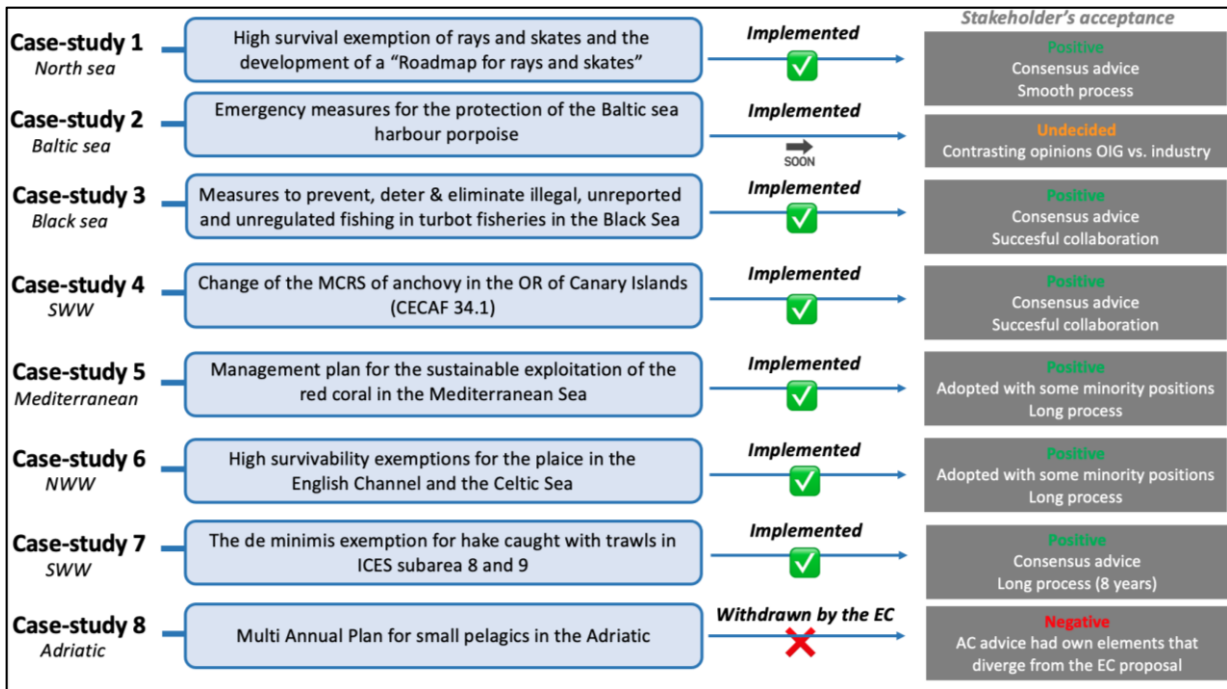 Stakeholder's acceptance
Case-study 1
North sea
High survival exemption of rays and skates and the
development of a “Roadmap for rays and skates”
Implemented
Positive
Consensus advice
Smooth process
Case-study 2
Baltic sea
Emergency measures for the protection of the Baltic sea
harbour porpoise
Implemented
SOON
Undecided
Contrasting opinions OIG vs. industry
Case-study 3
Black sea
Measures to prevent, deter & eliminate illegal, unreported
and unregulated fishing in turbot fisheries in the Black Sea
Implemented
Positive
Consensus advice
Succesful collaboration
Case-study 4
SWW
Change of the MCRS of anchovy in the OR of Canary Islands
(CECAF 34.1)
Implemented
Positive
Consensus advice
Succesful collaboration
Case-study 5
Mediterranean
Management plan for the sustainable exploitation of the
red coral in the Mediterranean Sea
Implemented
Positive
Adopted with some minority positions
Long process
Case-study 6
NWW
High survivability exemptions for the plaice in the
English Channel and the Celtic Sea
Implemented
Positive
Adopted with some minority positions
Long process
Case-study 7
SWW
The de minimis exemption for hake caught with trawls in
ICES subarea 8 and 9
Implemented
Positive
Consensus advice
Long process (8 years)
Case-study 8
Adriatic
Multi Annual Plan for small pelagics in the Adriatic
Withdrawn by the EC
Negative
AC advice had own elements that
diverge from the EC proposal